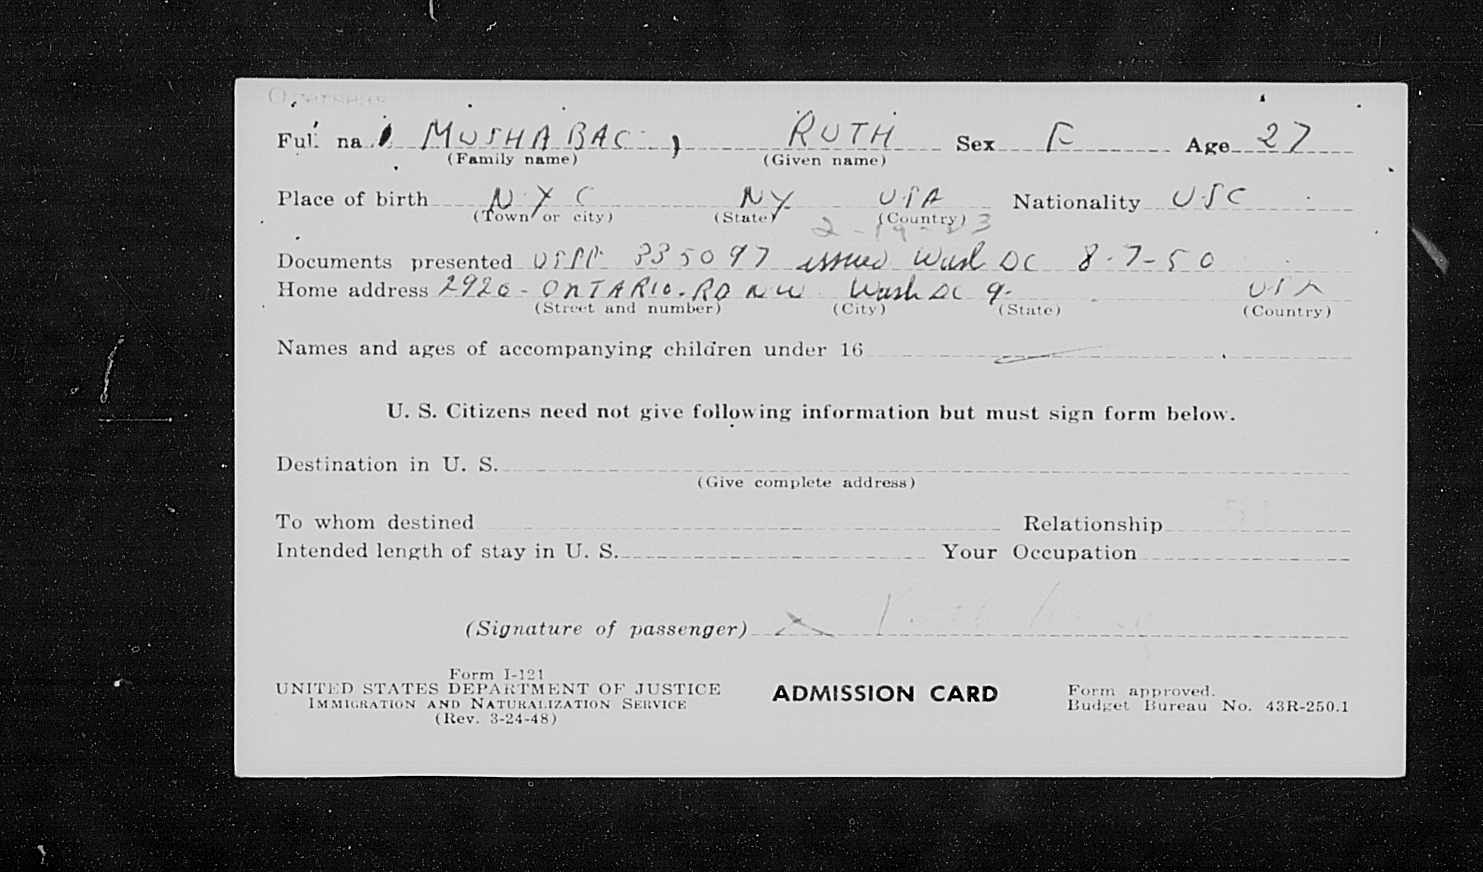 Full name MUSHABAC, RUTH Sex F Age 27
(Family name) (Given name)
Place of birth NYC NY USA Nationality USC
(Town or city) (State) (Country)
2-19-23
Documents presented USPP 335097 issued Wash DC 8-7-50
Home address 2920- ONTARIO. RD NW Wash DC 9. USA
(Street and number) (City) (State) (Country)
Names and ages of accompanying children under 16
U. S. Citizens need not give following information but must sign form below.
Destination in U. S.
(Give complete address)
To whom destined Relationship
Intended length of stay in U. S. Your Occupation
(Signature of passenger) X Ruth
Form I-121
UNITED STATES DEPARTMENT OF JUSTICE
IMMIGRATION AND NATURALIZATION SERVICE
(Rev. 3-24-48)
ADMISSION CARD
Form approved.
Budget Bureau No. 43R-250.1